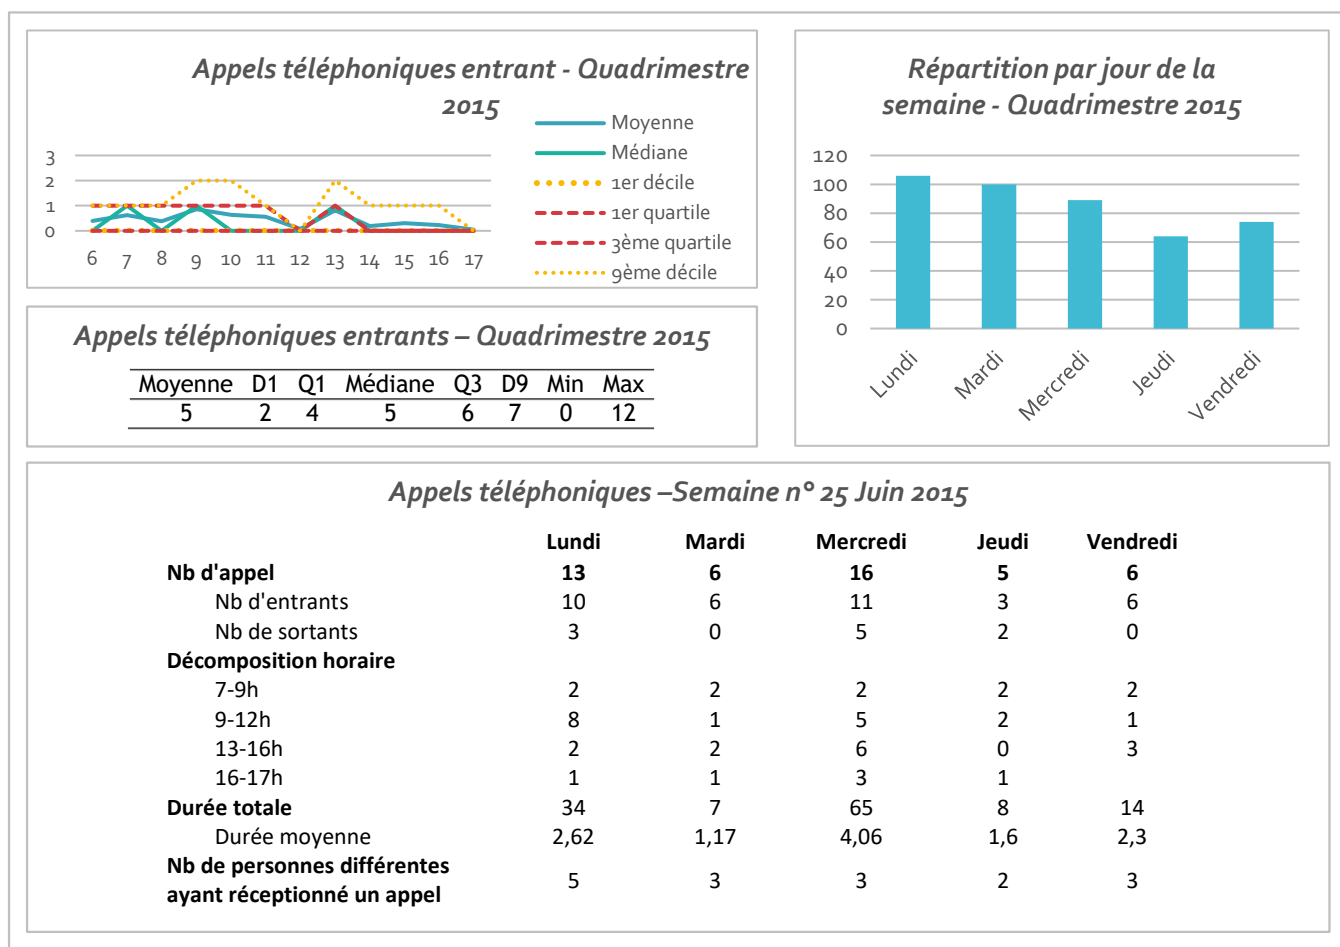 Appels téléphoniques entrant - Quadrimestre
2015
Moyenne
Médiane
1er décile
1er quartile
3ème quartile
9ème décile
3
2
1
0
6 7 8 9 10 11 12 13 14 15 16 17
Répartition par jour de la
semaine - Quadrimestre 2015
120
100
80
60
40
20
0
Lundi Mardi Mercredi Jeudi Vendredi
Appels téléphoniques entrants – Quadrimestre 2015
Moyenne D1 Q1 Médiane Q3 D9 Min Max
5 2 4 5 6 7 0 12
Appels téléphoniques –Semaine n° 25 Juin 2015
Lundi Mardi Mercredi Jeudi Vendredi
Nb d'appel 13 6 16 5 6
Nb d'entrants 10 6 11 3 6
Nb de sortants 3 0 5 2 0
Décomposition horaire
7-9h 2 2 2 2 2
9-12h 8 1 5 2 1
13-16h 2 2 6 0 3
16-17h 1 1 3 1
Durée totale 34 7 65 8 14
Durée moyenne 2,62 1,17 4,06 1,6 2,3
Nb de personnes différentes
ayant réceptionné un appel 5 3 3 2 3